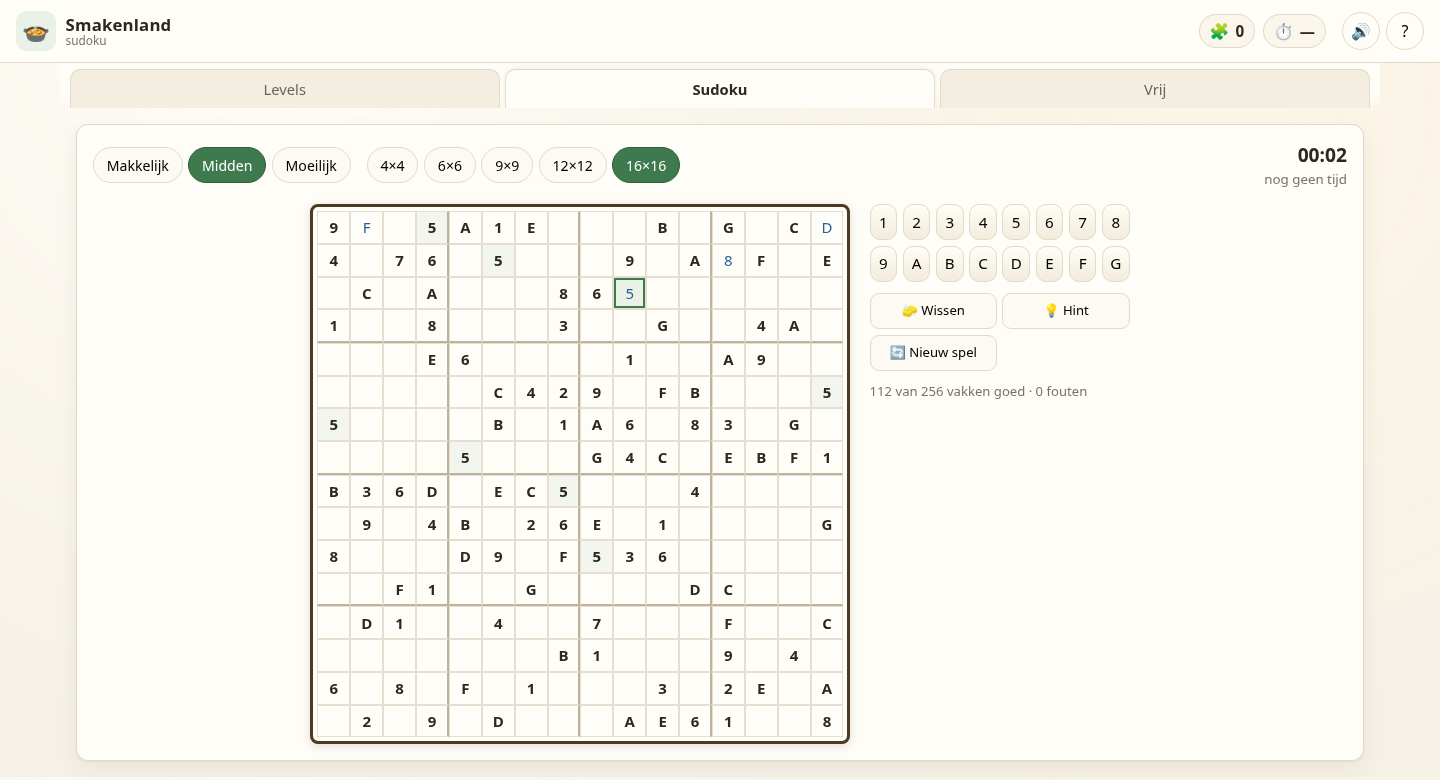 Smakenland
sudoku
0
—
?
Levels
Sudoku
Vrij
Makkelijk Midden Moeilijk 4×4 6×6 9×9 12×12 16×16
00:02
nog geen tijd
9 F 5 A 1 E B G C D
4 7 6 5 9 A 8 F E
C A 8 6 5
1 8 3 G 4 A
E 6 1 A 9
C 4 2 9 F B 5
5 B 1 A 6 8 3 G
5 G 4 C E B F 1
B 3 6 D E C 5 4
9 4 B 2 6 E 1 G
8 D 9 F 5 3 6
F 1 G D C
D 1 4 7 F C
B 1 9 4
6 8 F 1 3 2 E A
2 9 D A E 6 1 8
1 2 3 4 5 6 7 8
9 A B C D E F G
Wissen
Hint
Nieuw spel
112 van 256 vakken goed · 0 fouten